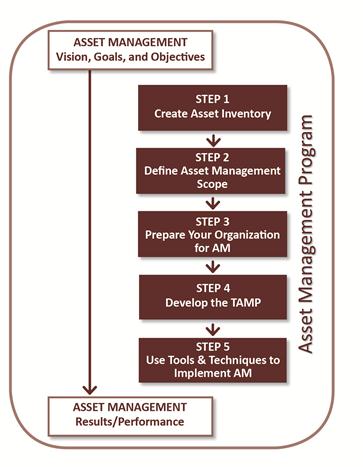 ASSET MANAGEMENT
Vision, Goals, and Objectives
STEP 1
Create Asset Inventory
STEP 2
Define Asset Management
Scope
STEP 3
Prepare Your Organization
for AM
STEP 4
Develop the TAMP
STEP 5
Use Tools & Techniques to
Implement AM
ASSET MANAGEMENT
Results/Performance
Asset Management Program